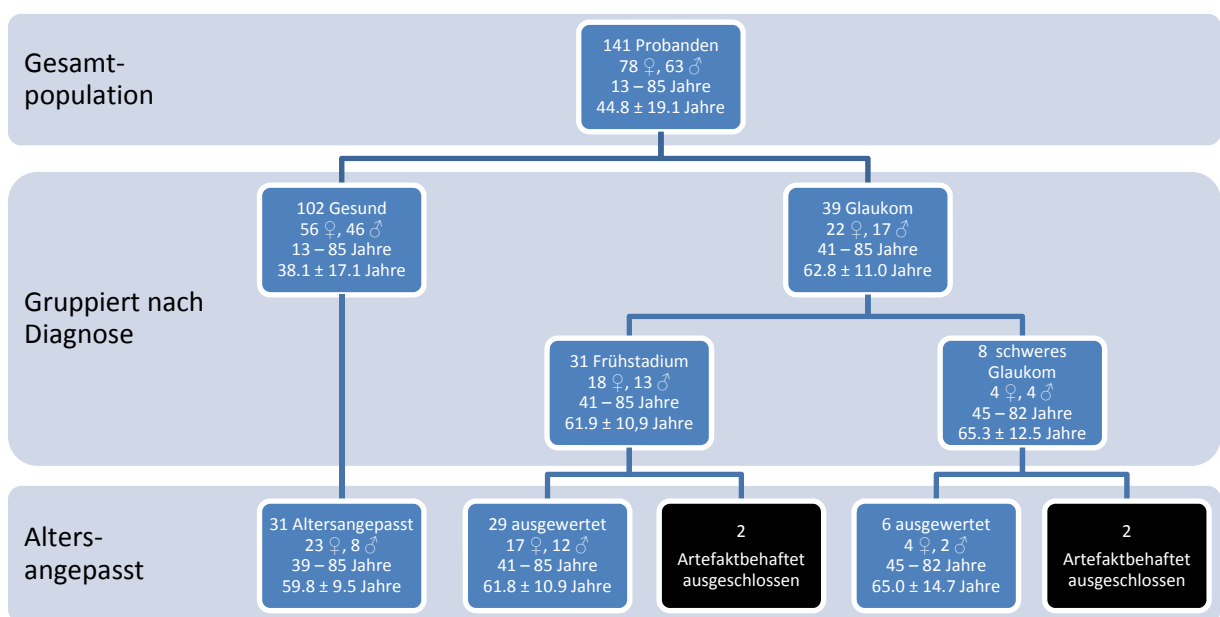 Gesamt-
population
141 Probanden
78 ♀, 63 ♂
13 – 85 Jahre
44.8 ± 19.1 Jahre
Gruppiert nach
Diagnose
102 Gesund
56 ♀, 46 ♂
13 – 85 Jahre
38.1 ± 17.1 Jahre
39 Glaukom
22 ♀, 17 ♂
41 – 85 Jahre
62.8 ± 11.0 Jahre
31 Frühstadium
18 ♀, 13 ♂
41 – 85 Jahre
61.9 ± 10,9 Jahre
8 schweres
Glaukom
4 ♀, 4 ♂
45 – 82 Jahre
65.3 ± 12.5 Jahre
Alters-
angepasst
31 Altersangepasst
23 ♀, 8 ♂
39 – 85 Jahre
59.8 ± 9.5 Jahre
29 ausgewertet
17 ♀, 12 ♂
41 – 85 Jahre
61.8 ± 10.9 Jahre
2
Artefaktbehaftet
ausgeschlossen
6 ausgewertet
4 ♀, 2 ♂
45 – 82 Jahre
65.0 ± 14.7 Jahre
2
Artefaktbehaftet
ausgeschlossen